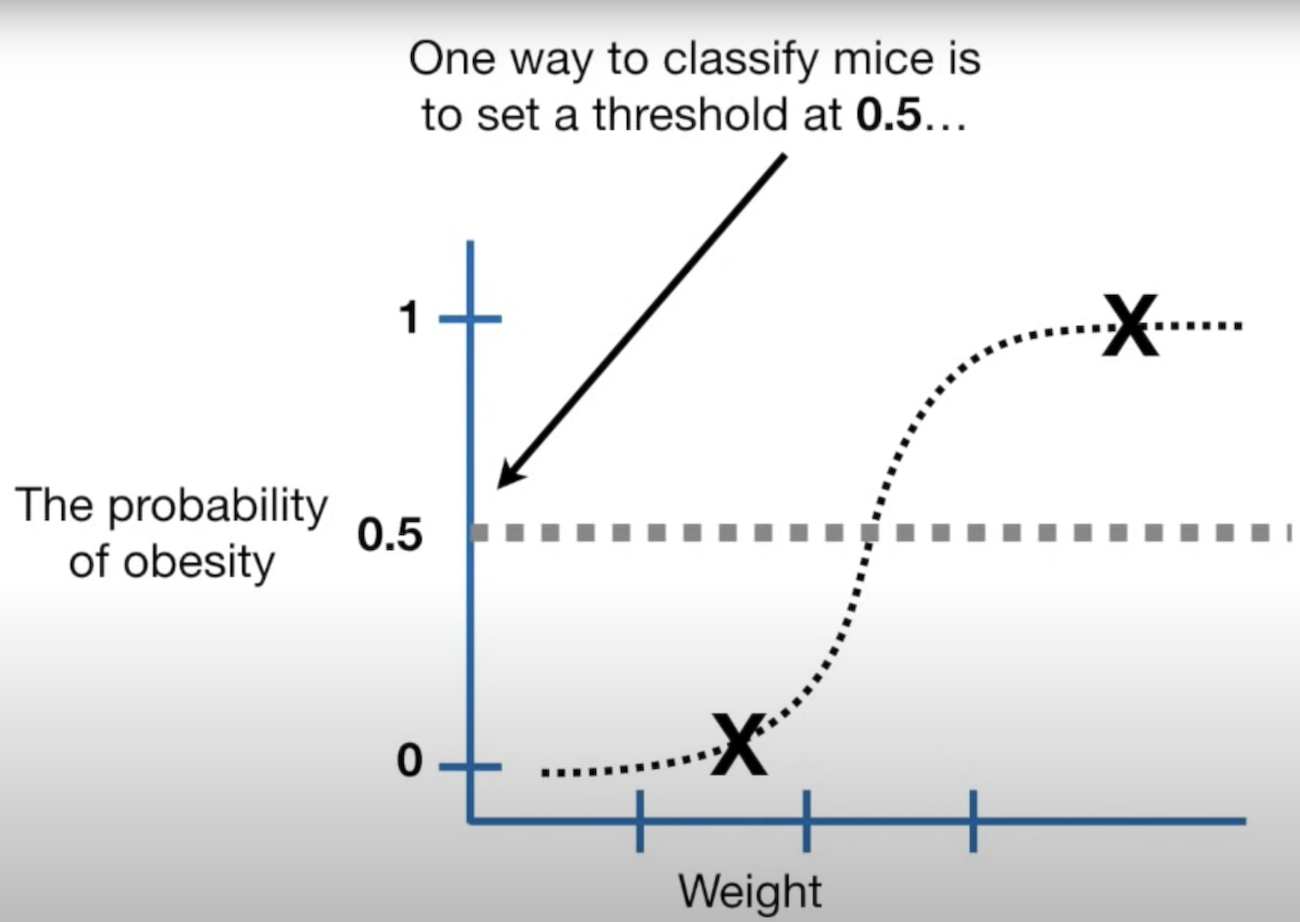 One way to classify mice is
to set a threshold at 0.5...
1
The probability
of obesity
0.5
0
Weight
X
X